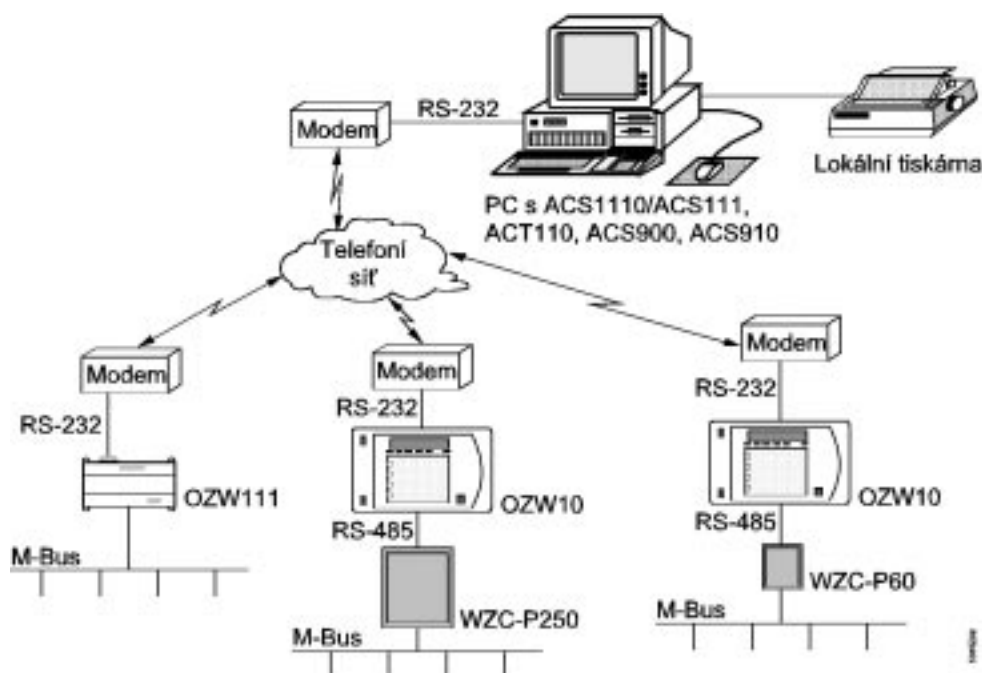 RS-232
Modem
Lokální tiskárna
PC s ACS1110/ACS111,
ACT110, ACS900, ACS910
Telefoní
síť
Modem
Modem
Modem
RS-232
RS-232
RS-232
OZW111
OZW10
OZW10
RS-485
RS-485
M-Bus
WZC-P250
WZC-P60
M-Bus
M-Bus